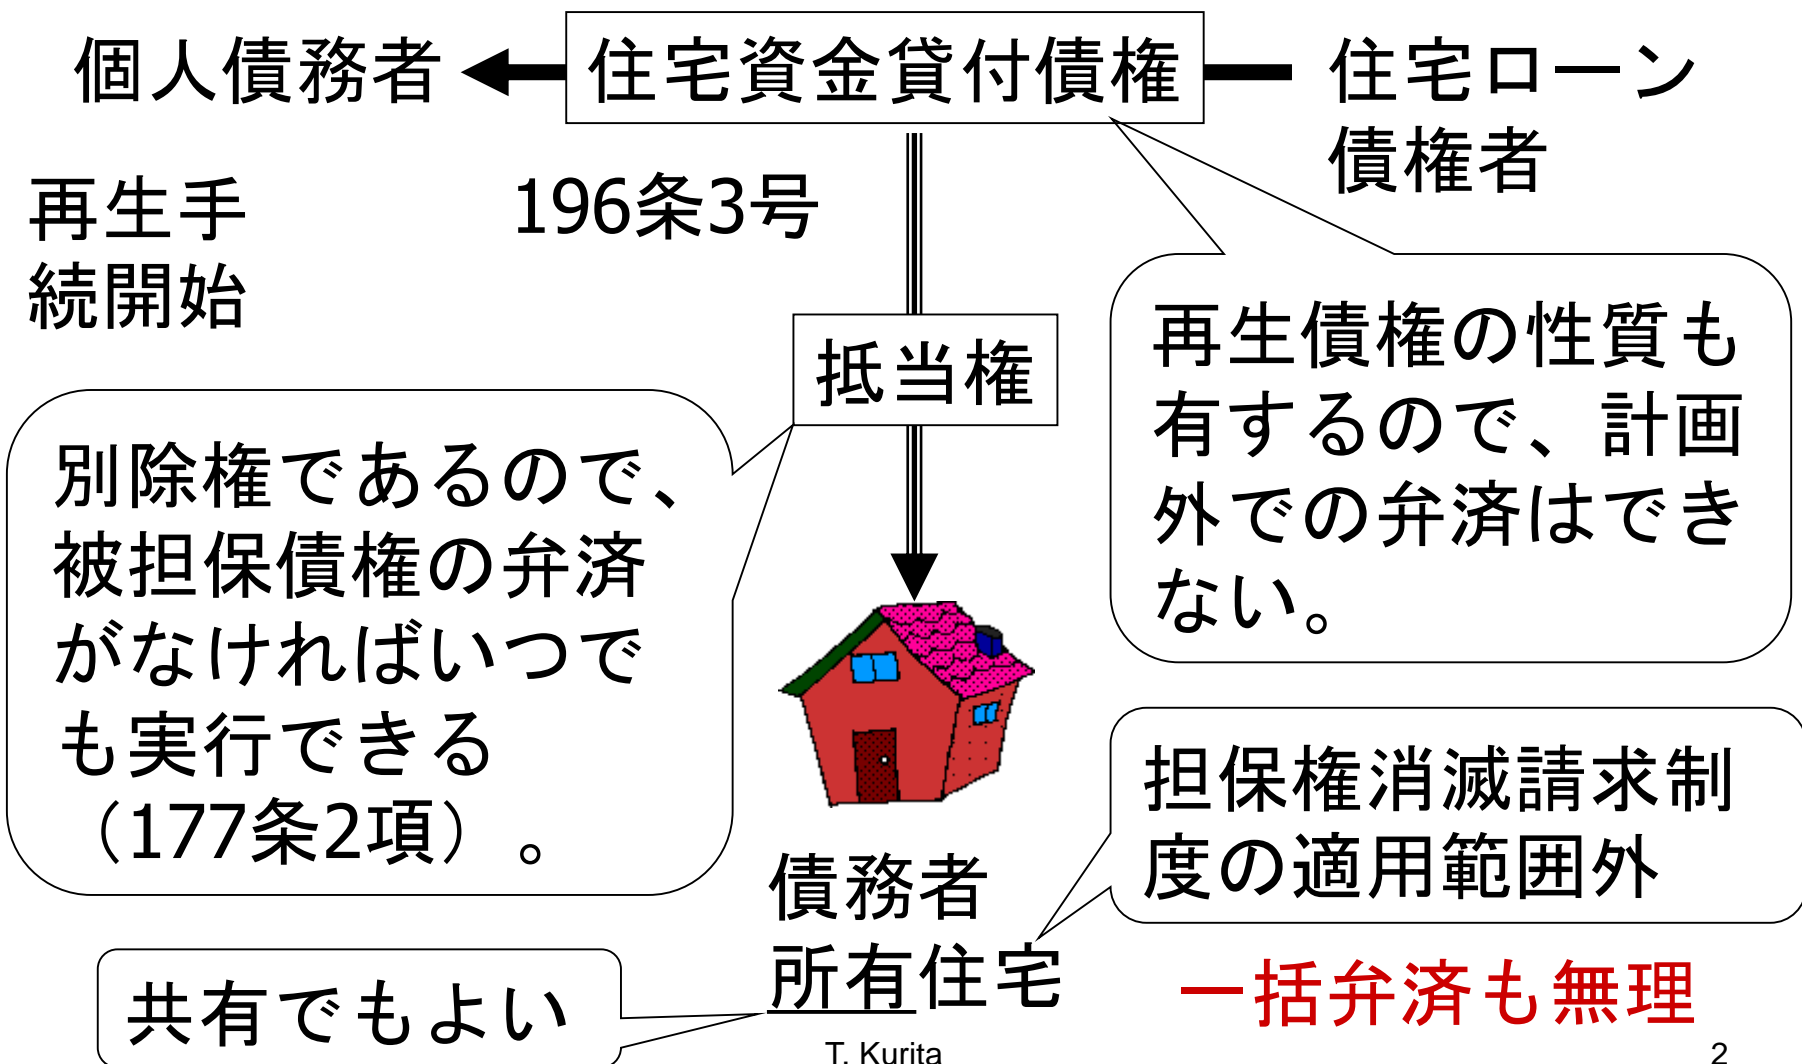 個人債務者
住宅資金貸付債権
住宅ローン
債権者
再生手
続開始
196条3号
抵当権
再生債権の性質も
有するので、計画
外での弁済はでき
ない。
別除権であるので、
被担保債権の弁済
がなければいつで
も実行できる
（177条2項）。
担保権消滅請求制
度の適用範囲外
債務者
所有住宅
共有でもよい
一括弁済も無理
T. Kurita
2